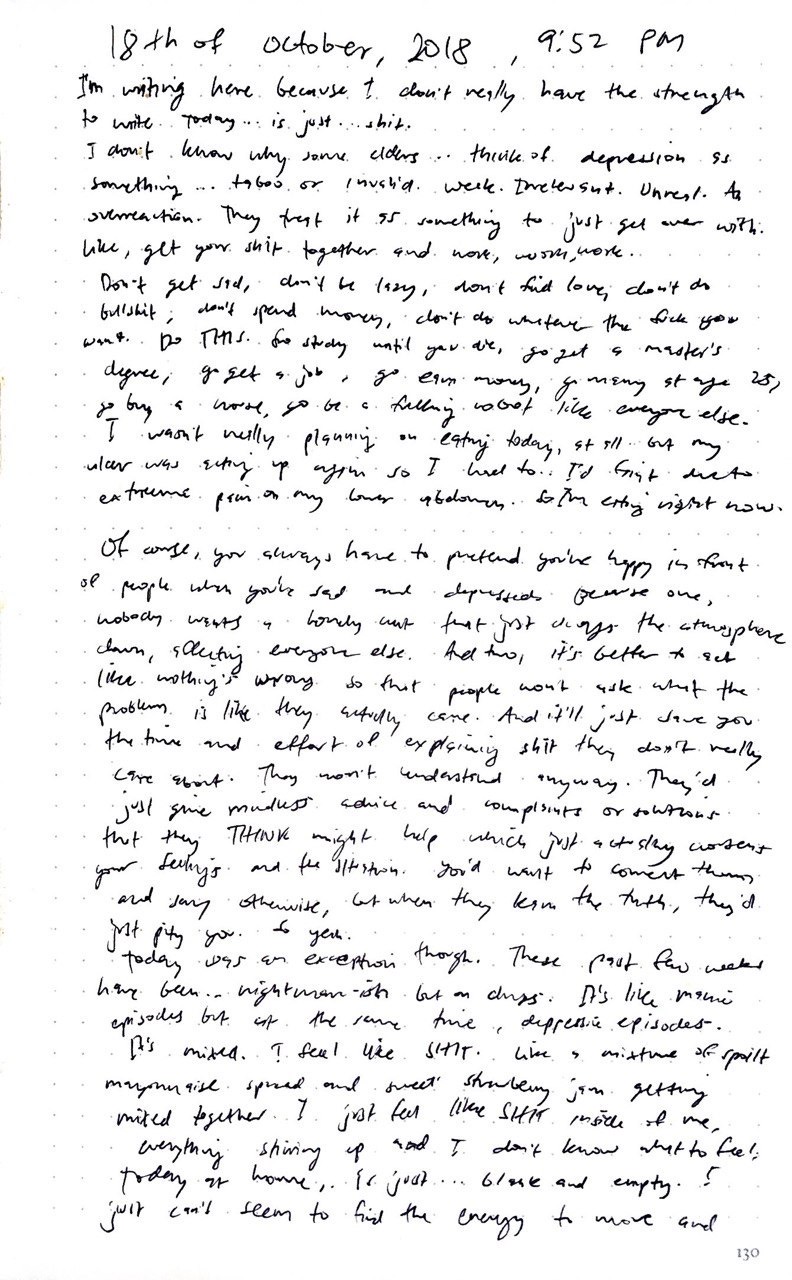 18th of October, 2018, 9:52 PM
I'm writing here because I don't really have the strength
to write. Today... is just... shit.
I don't know why some elders... think of depression as
something... taboo or invalid. Weak. Irrelevant. Unreal. An
overreaction. They treat it as something to just get over with.
Like, get your shit together and work, work, work.
Don't get sad, don't be lazy, don't find love, don't do
bullshit, don't spend money, don't do whatever the fuck you
want. Do THIS. Go study until you die, go get a master's
degree, go get a job, go earn money, go marry at age 25,
go buy a house, go be a fucking robot like everyone else.
I wasn't really planning on eating today, at all but my
ulcer was acting up again so I had to.. I'd due to
extreme pain on my lower abdomen. So I'm eating right now.
Of course, you always have to pretend you're happy in front
of people when you're sad and depressed because one,
nobody wants a that just drags the atmosphere
down, affecting everyone else. And two, it's better to act
like nothing's wrong so that people won't ask what the
problem is like they actually care. And it'll just save you
the time and effort of explaining shit they don't really
care about. They won't understand anyway. They'd
just give mindless advice and complaints or solutions
that they THINK might help which just actually worsens
your feelings and the situation. You'd want to correct them
and say otherwise, but when they learn the truth, they'd
just pity you. So yeah.
Today was an exception though. These past few weeks
have been... nightmare-ish but on drugs. It's like manic
episodes but at the same time, depressive episodes.
It's mixed. I feel like SHIT. Like a mixture of spoilt
mayonnaise spread and sweet strawberry jam getting
mixed together. I just feel like SHIT inside of me,
everything stirring up and I don't know what to feel.
Today at home, is just... bleak and empty. I
just can't seem to find the energy to move and
130